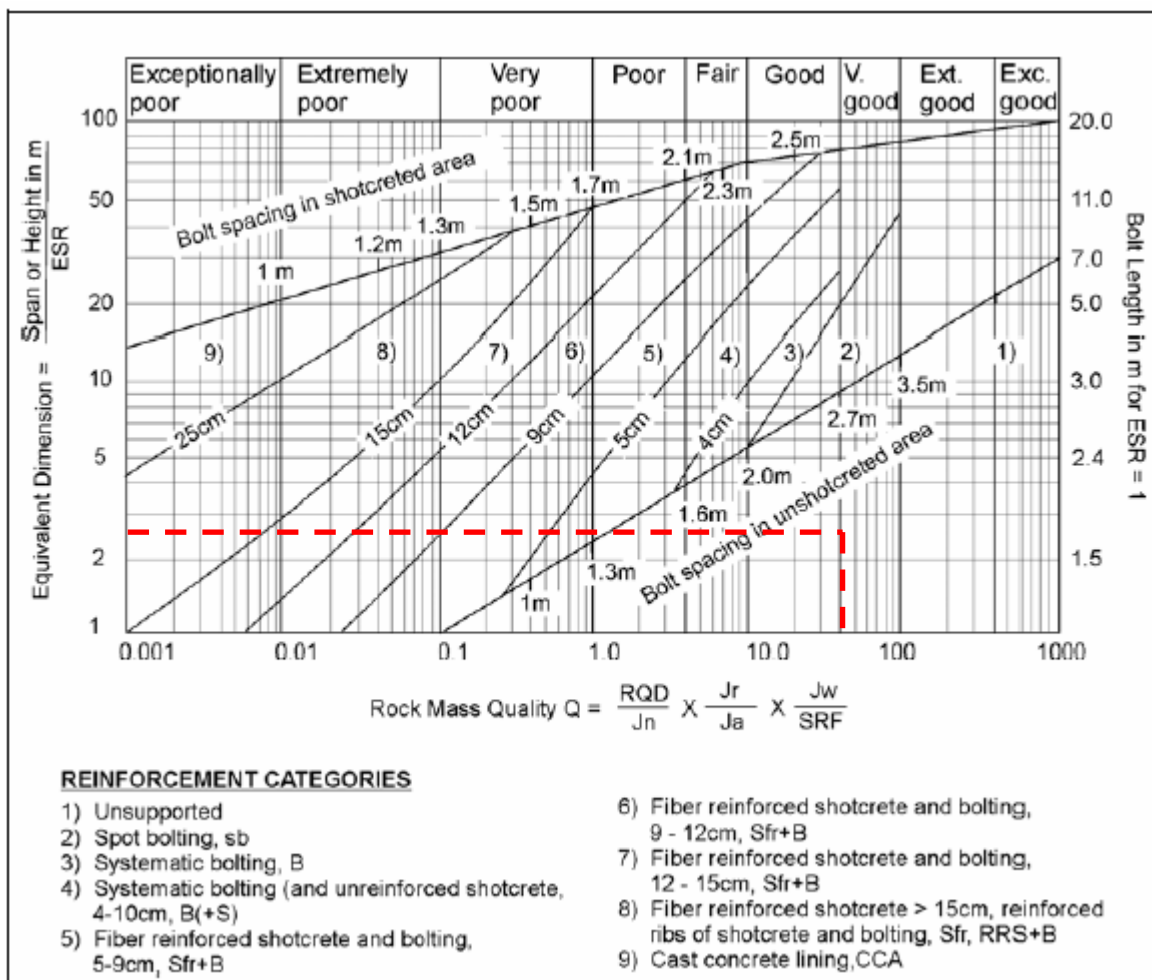 Exceptionally poor
Extremely poor
Very poor
Poor
Fair
Good
V. good
Ext. good
Exc. good
100
50
20
10
5
2
1
20.0
11.0
7.0
5.0
3.0
2.4
1.5
Equivalent Dimension = Span or Height in m / ESR
Bolt Length in m for ESR = 1
Bolt spacing in shotcreted area
1 m
1.2m
1.3m
1.5m
1.7m
2.1m
2.3m
2.5m
9)
8)
7)
6)
5)
4)
3)
2)
1)
25cm
15cm
12cm
9cm
5cm
4cm
3.5m
2.7m
2.0m
1.6m
1.3m
1m
Bolt spacing in unshotcreted area
0.001
0.01
0.1
1.0
10.0
100
1000
Rock Mass Quality Q = RQD / Jn X Jr / Ja X Jw / SRF
REINFORCEMENT CATEGORIES
1) Unsupported
2) Spot bolting, sb
3) Systematic bolting, B
4) Systematic bolting (and unreinforced shotcrete,
4-10cm, B(+S)
5) Fiber reinforced shotcrete and bolting,
5-9cm, Sfr+B
6) Fiber reinforced shotcrete and bolting,
9 - 12cm, Sfr+B
7) Fiber reinforced shotcrete and bolting,
12 - 15cm, Sfr+B
8) Fiber reinforced shotcrete > 15cm, reinforced
ribs of shotcrete and bolting, Sfr, RRS+B
9) Cast concrete lining,CCA